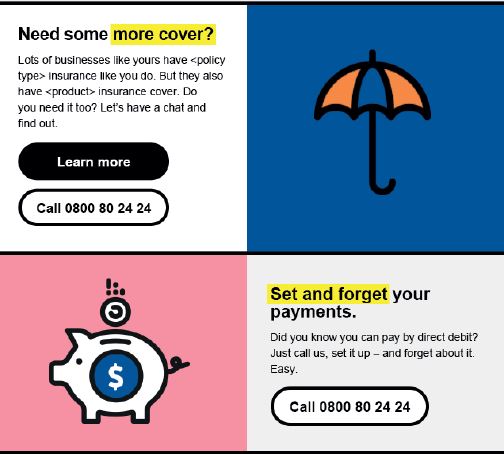 Need some more cover?
Lots of businesses like yours have <policy
type> insurance like you do. But they also
have <product> insurance cover. Do
you need it too? Let's have a chat and
find out.
Learn more
Call 0800 80 24 24
$
Set and forget your
payments.
Did you know you can pay by direct debit?
Just call us, set it up – and forget about it.
Easy.
Call 0800 80 24 24